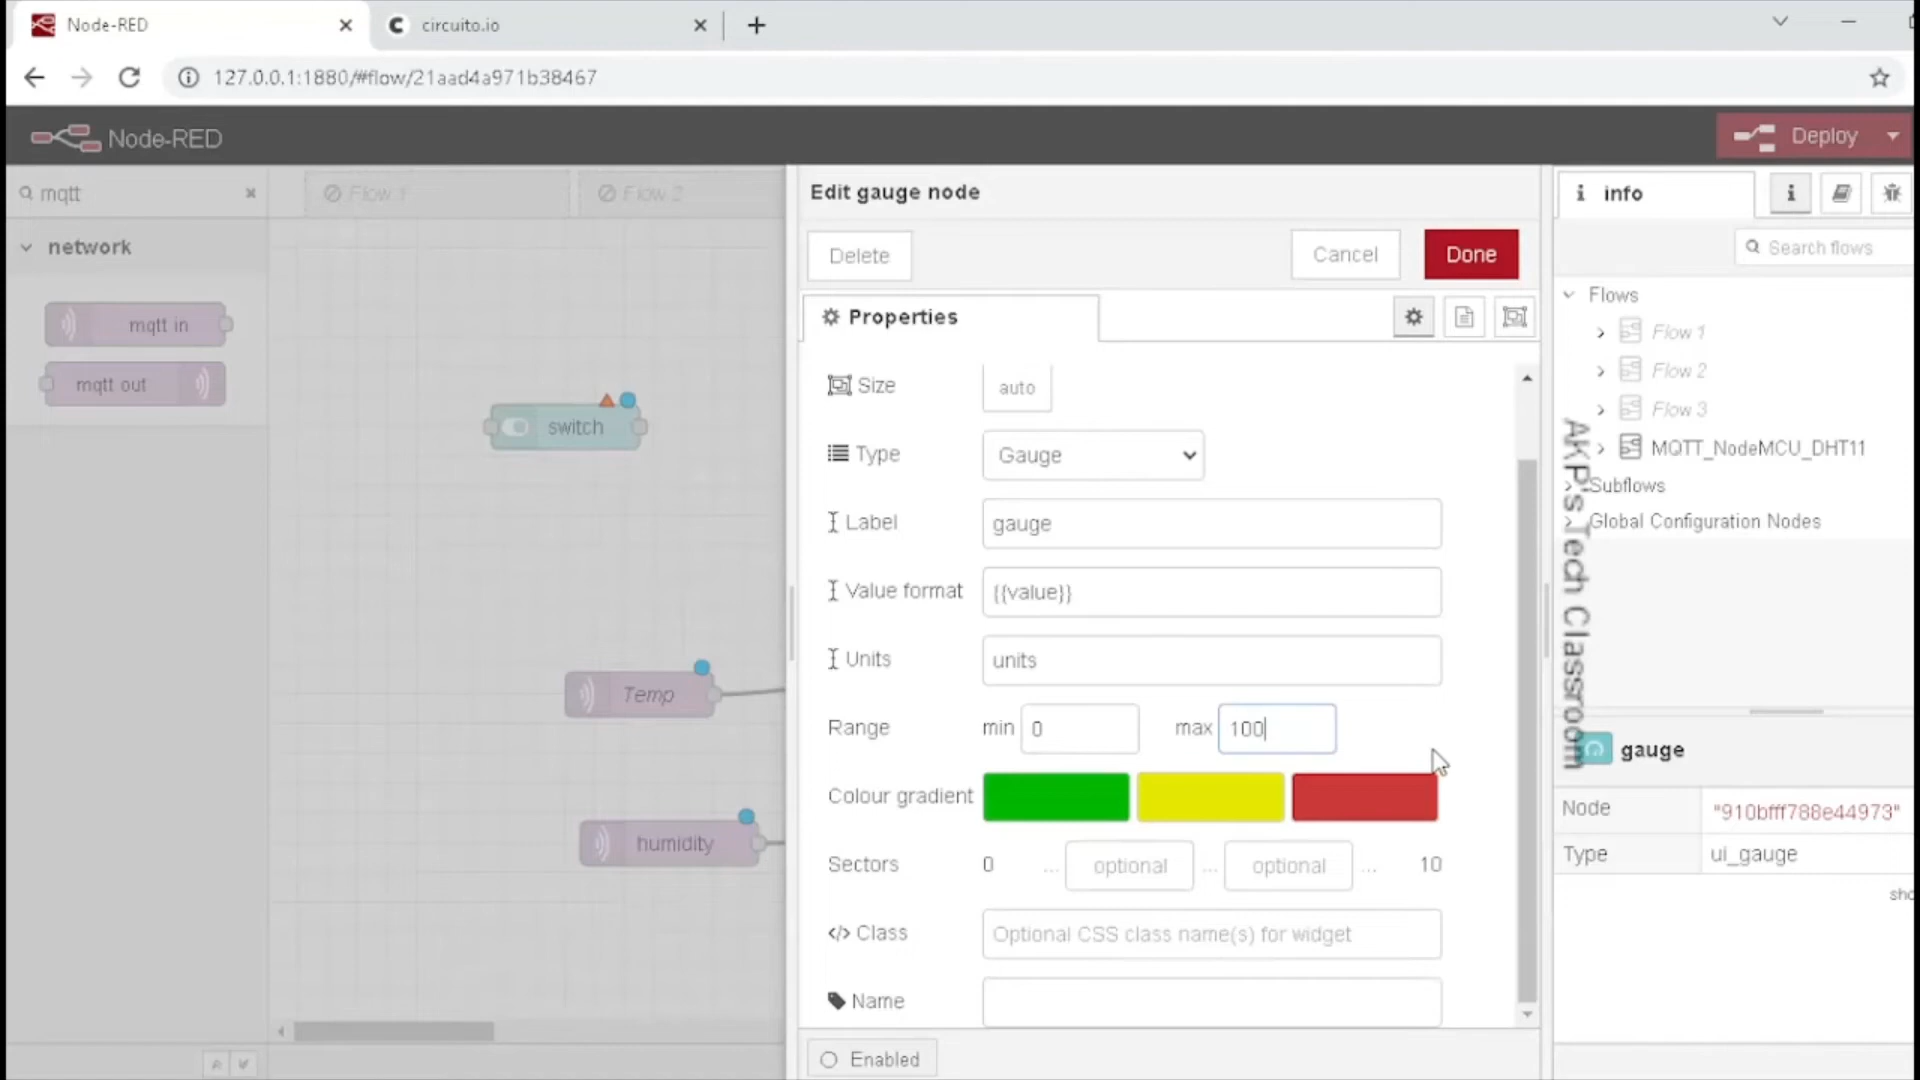 Node-RED
circuito.io
127.0.0.1:1880/#flow/21aad4a971b38467
Node-RED
Deploy
mqtt
Flow 1
Flow 2
Edit gauge node
info
Search flows
network
Delete
Cancel
Done
Flows
mqtt in
Properties
Flow 1
mqtt out
Size
auto
Flow 2
Flow 3
switch
Type
Gauge
MQTT_NodeMCU_DHT11
Subflows
Label
gauge
Global Configuration Nodes
Value format
{{value}}
Units
units
AKP's Tech Classroom
Temp
Range
min
0
max
100
gauge
Colour gradient
Node
"910bfff788e44973"
humidity
Sectors
0
...
optional
...
optional
...
10
Type
ui_gauge
sho
Class
Optional CSS class name(s) for widget
Name
Enabled